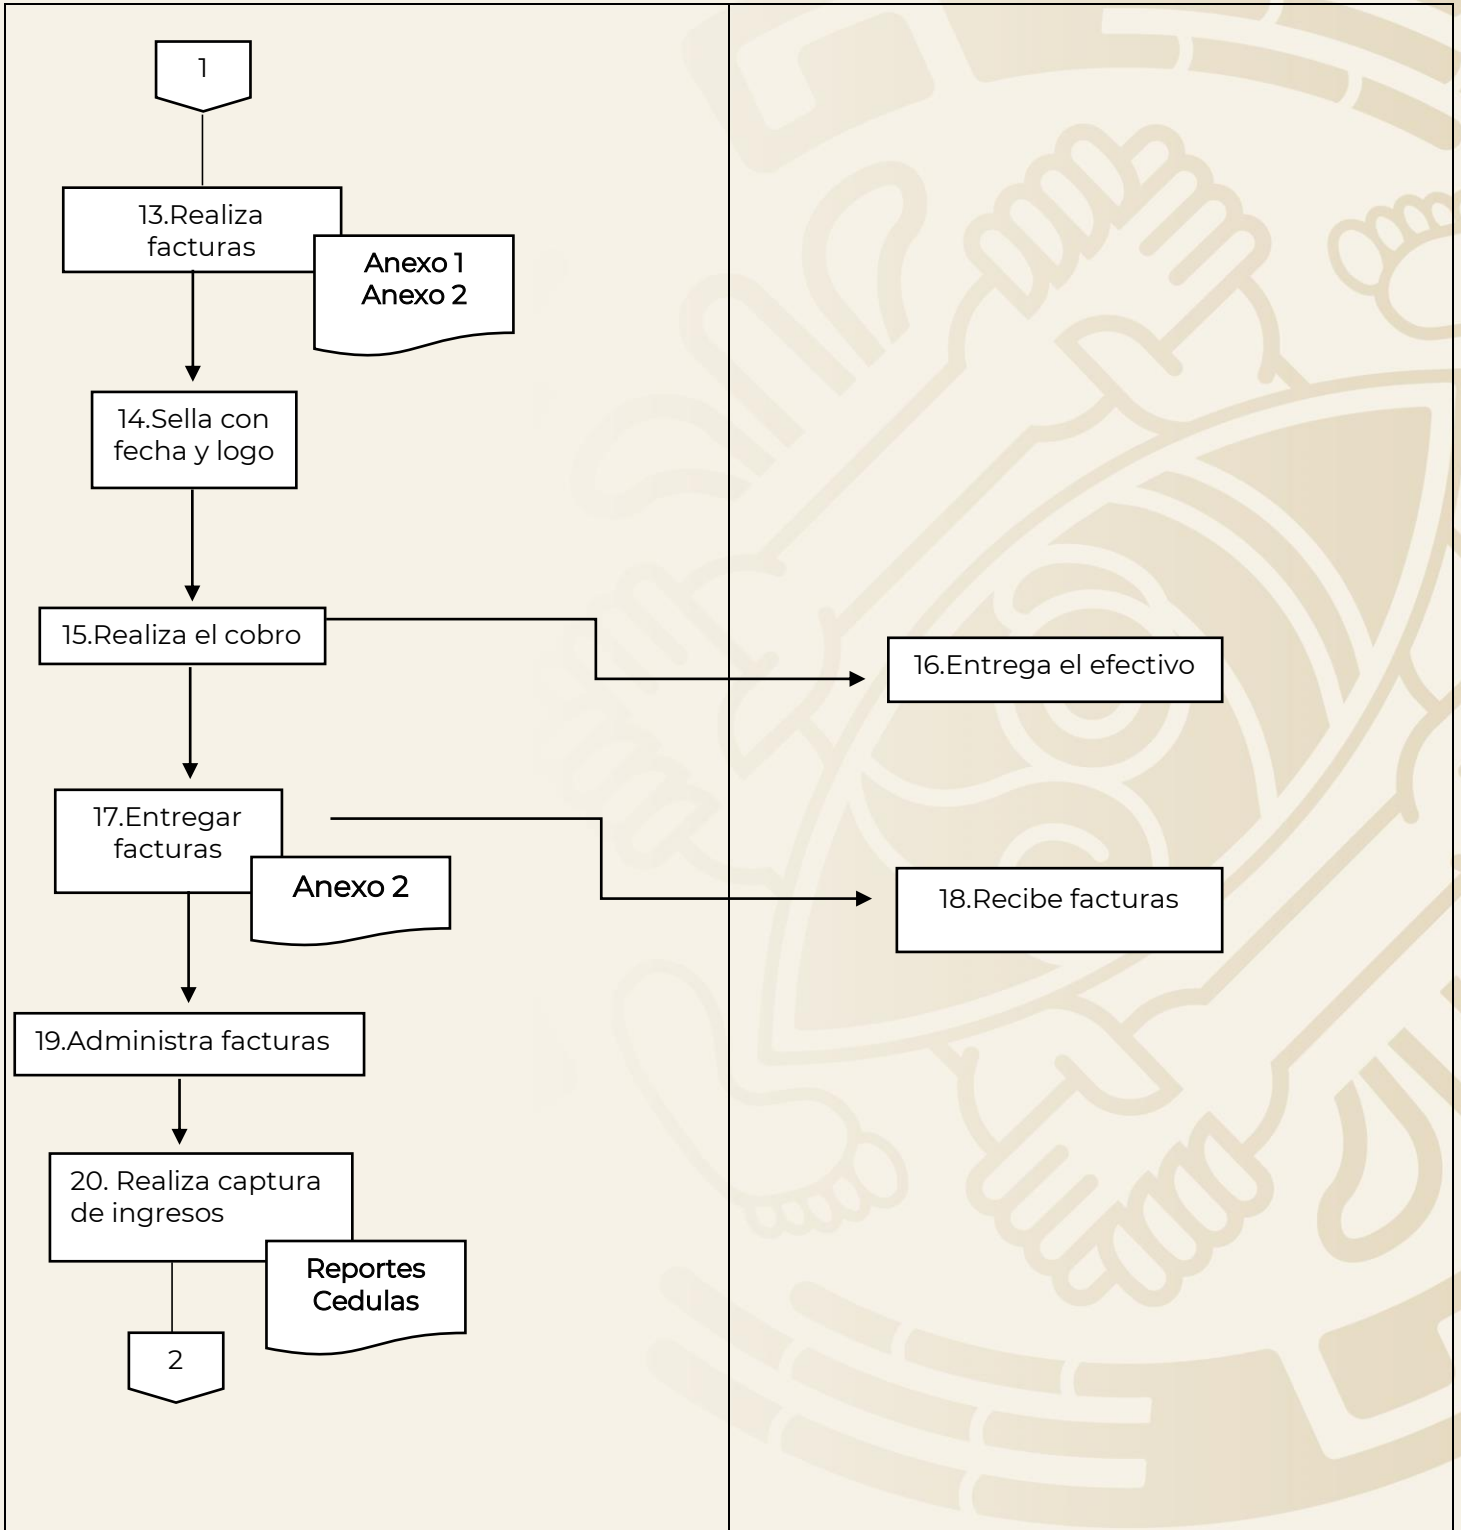 1
13.Realiza
facturas
Anexo 1
Anexo 2
14.Sella con
fecha y logo
15.Realiza el cobro
16.Entrega el efectivo
17.Entregar
facturas
Anexo 2
18.Recibe facturas
19.Administra facturas
20. Realiza captura
de ingresos
Reportes
Cedulas
2